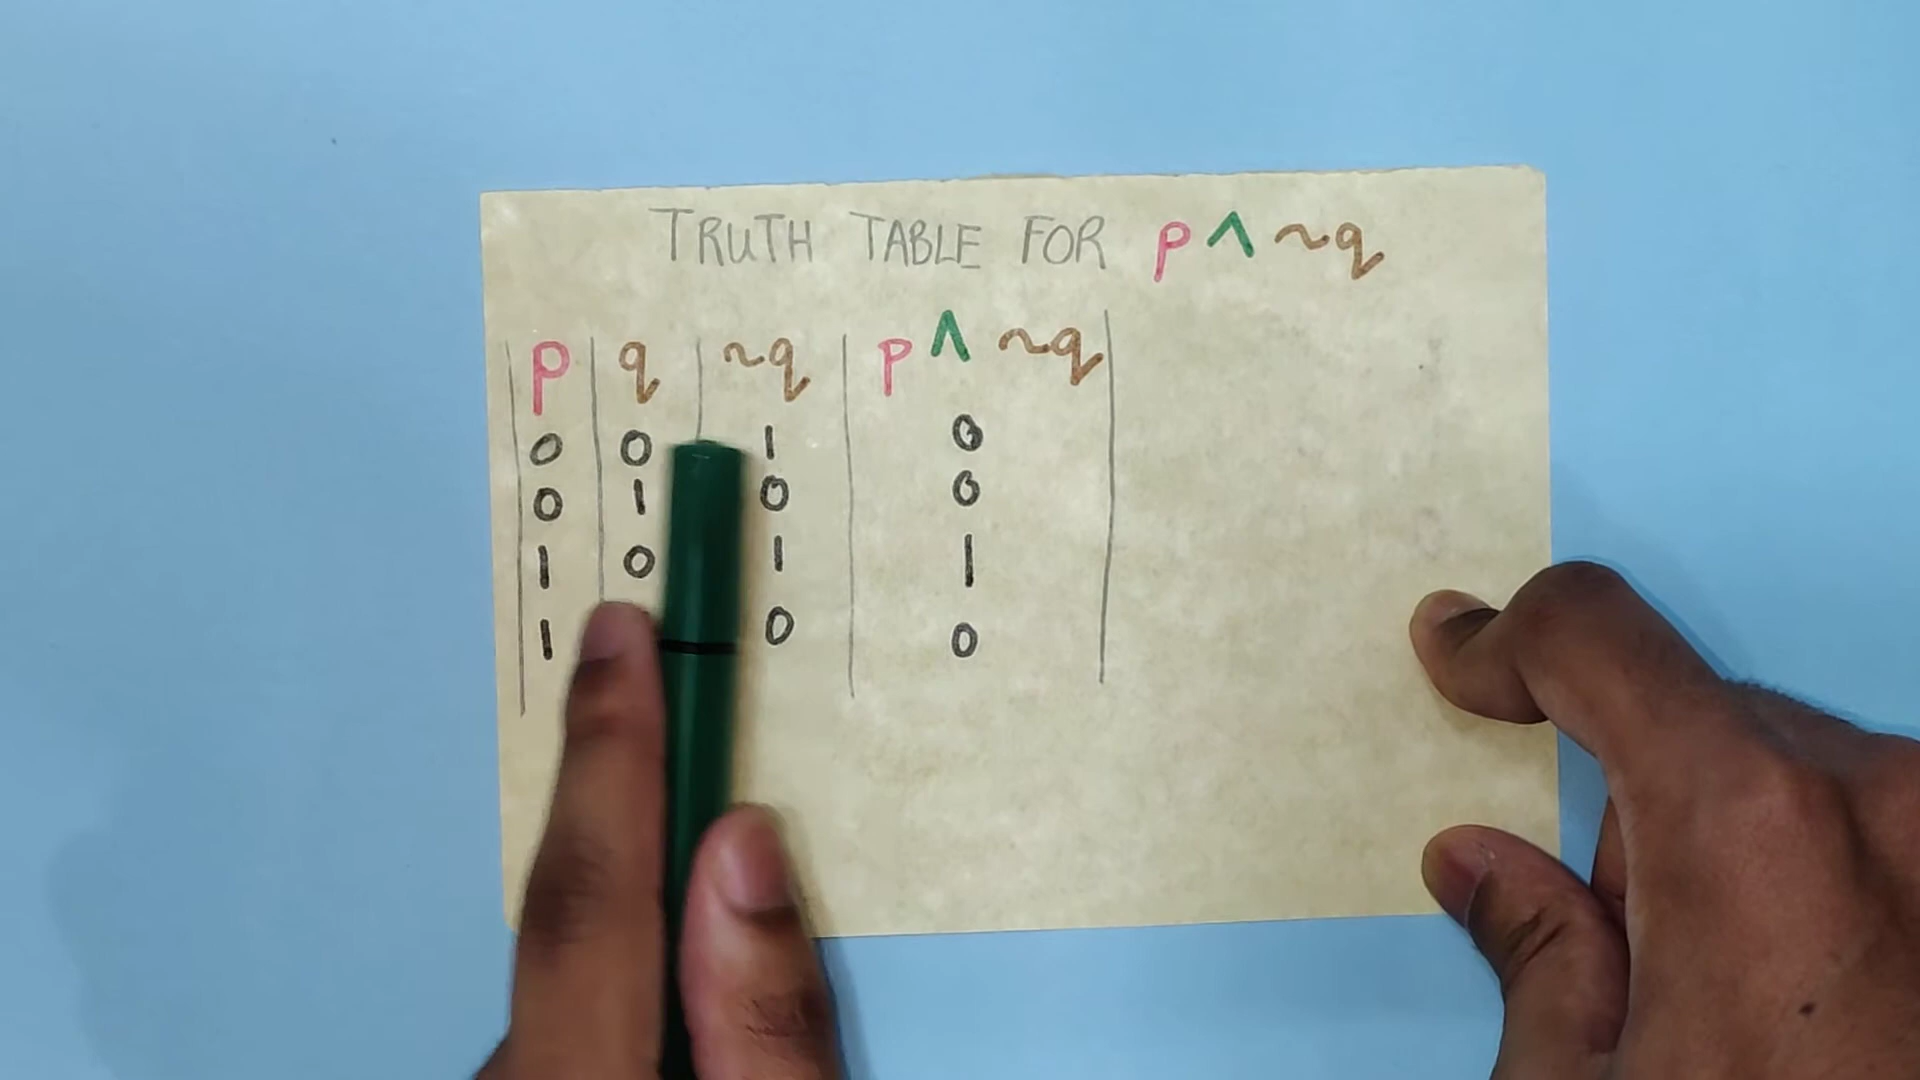 TRUTH TABLE FOR p ∧ ~q
p q ~q p ∧ ~q
0 0 1 0
0 1 0 0
1 0 1 1
1 0 0